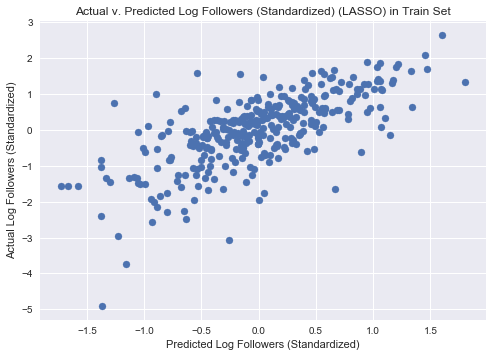 Actual v. Predicted Log Followers (Standardized) (LASSO) in Train Set
3
2
1
0
−1
−2
−3
−4
−5
Actual Log Followers (Standardized)
−1.5 −1.0 −0.5 0.0 0.5 1.0 1.5
Predicted Log Followers (Standardized)